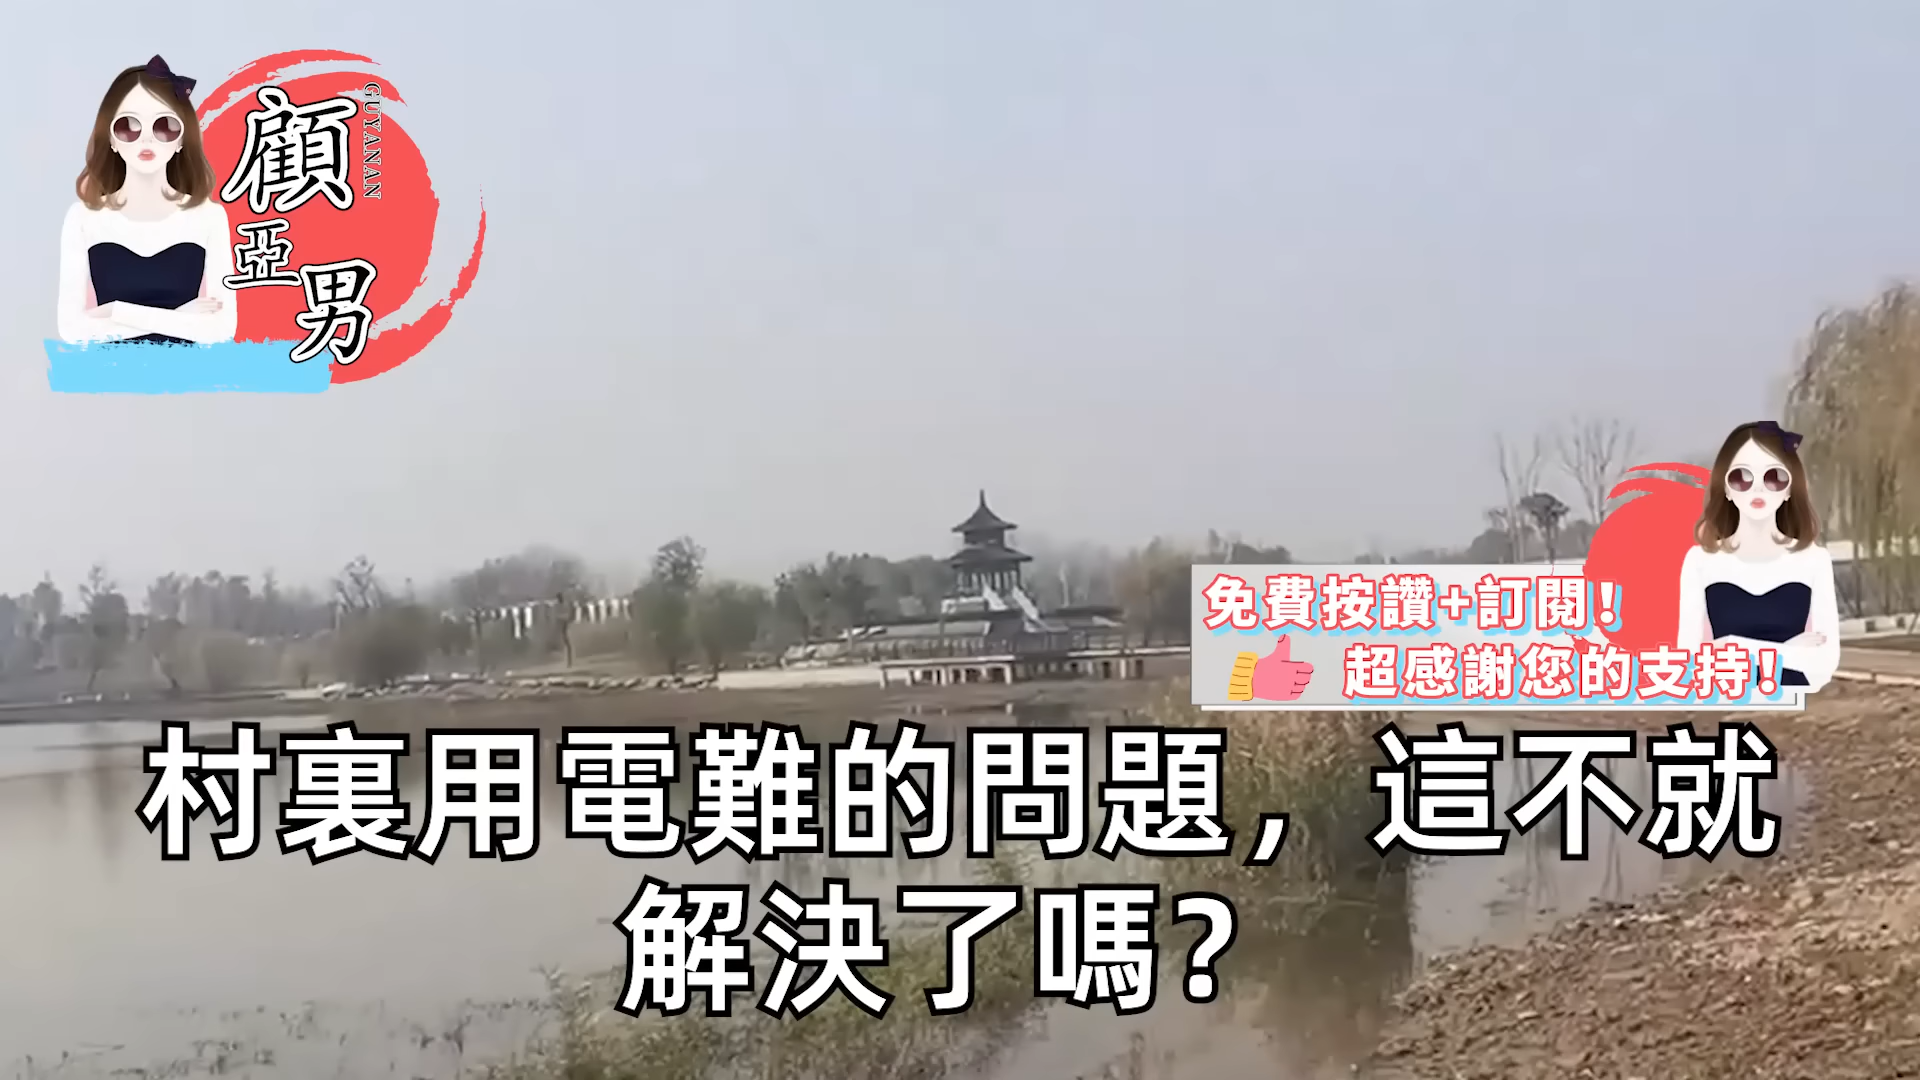 顧亞男
GUYANAN
免費按讚+訂閱!
超感謝您的支持!
村裏用電難的問題，這不就
解決了嗎？